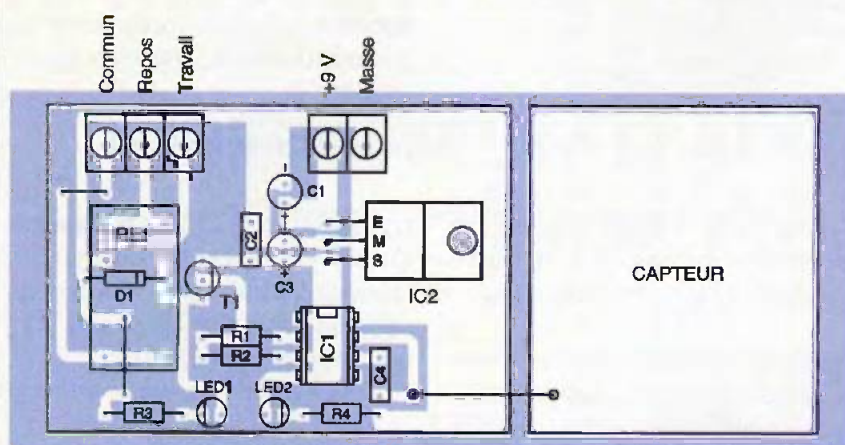 Commun
Repos
Travail
+9 V
Masse
C1
C2
E
M
S
RE1
D1
T1
C3
IC2
CAPTEUR
R1
R2
IC1
C4
LED1
LED2
R3
R4